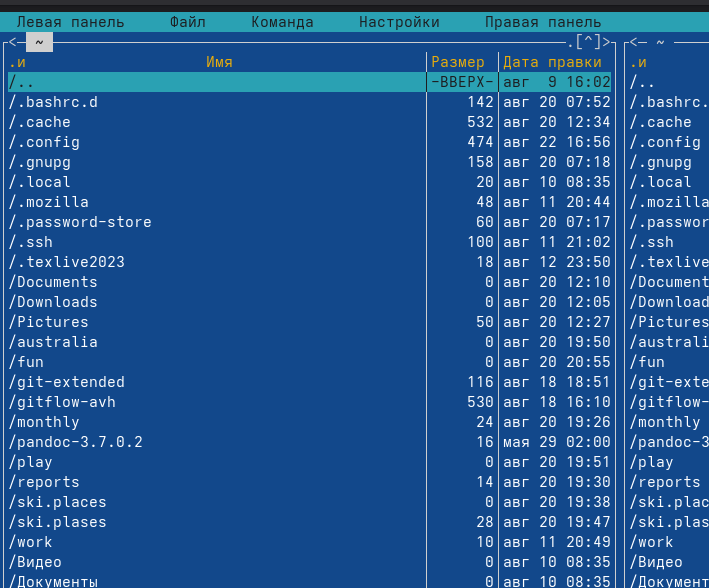 Левая панель Файл Команда Настройки Правая панель
<─ ~ .[^]> <─ ~
.и Имя Размер Дата правки .и
/.. -ВВЕРХ- авг 9 16:02 /..
/.bashrc.d 142 авг 20 07:52 /.bashrc.
/.cache 532 авг 20 12:34 /.cache
/.config 474 авг 22 16:56 /.config
/.gnupg 158 авг 20 07:18 /.gnupg
/.local 20 авг 10 08:35 /.local
/.mozilla 48 авг 11 20:44 /.mozilla
/.password-store 60 авг 20 07:17 /.passwor
/.ssh 100 авг 11 21:02 /.ssh
/.texlive2023 18 авг 12 23:50 /.texlive
/Documents 0 авг 20 12:10 /Document
/Downloads 0 авг 20 12:05 /Download
/Pictures 50 авг 20 12:27 /Pictures
/australia 0 авг 20 19:50 /australi
/fun 0 авг 20 20:55 /fun
/git-extended 116 авг 18 18:51 /git-exte
/gitflow-avh 530 авг 18 16:10 /gitflow-
/monthly 24 авг 20 19:26 /monthly
/pandoc-3.7.0.2 16 мая 29 02:00 /pandoc-3
/play 0 авг 20 19:51 /play
/reports 14 авг 20 19:30 /reports
/ski.places 0 авг 20 19:38 /ski.plac
/ski.plases 28 авг 20 19:47 /ski.plas
/work 10 авг 11 20:49 /work
/Видео 0 авг 10 08:35 /Видео
/Документы 0 авг 10 08:35 /Документ